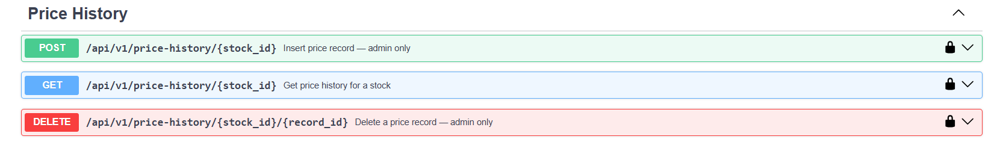 Price History
POST /api/v1/price-history/{stock_id} Insert price record — admin only
GET /api/v1/price-history/{stock_id} Get price history for a stock
DELETE /api/v1/price-history/{stock_id}/{record_id} Delete a price record — admin only